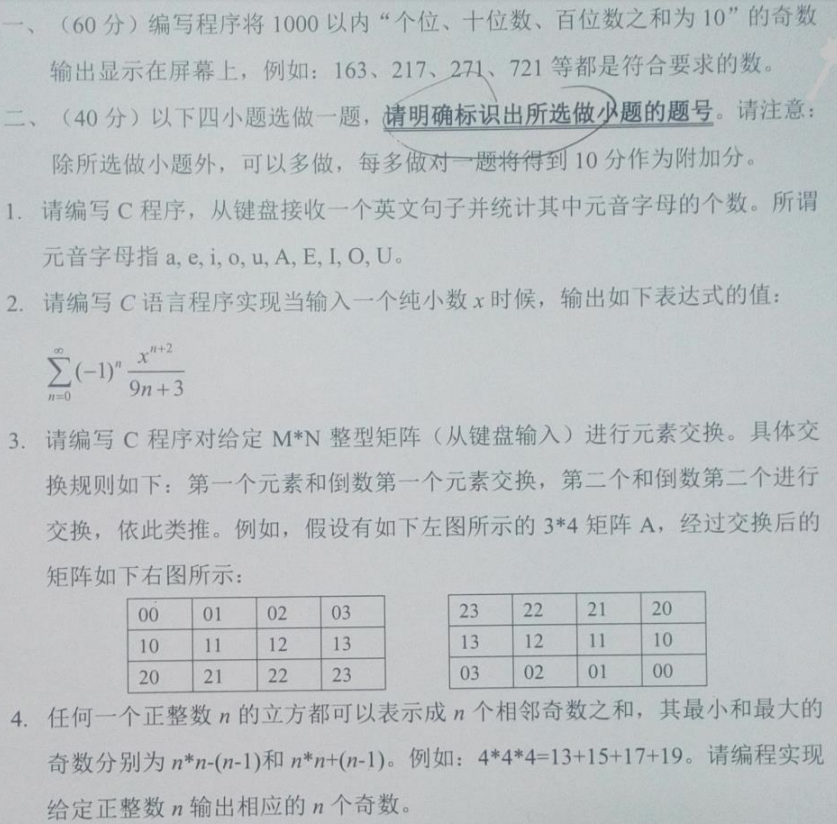 一、（60 分）编写程序将 1000 以内“个位、十位数、百位数之和为 10”的奇数
输出显示在屏幕上，例如：163、217、271、721 等都是符合要求的数。
二、（40 分）以下四小题选做一题，请明确标识出所选做小题的题号。请注意：
除所选做小题外，可以多做，每多做对一题将得到 10 分作为附加分。
1. 请编写 C 程序，从键盘接收一个英文句子并统计其中元音字母的个数。所谓
元音字母指 a, e, i, o, u, A, E, I, O, U。
2. 请编写 C 语言程序实现当输入一个纯小数 x 时候，输出如下表达式的值：
∑_{n=0}^{∞} (-1)^n x^{n+2} / (9n+3)
3. 请编写 C 程序对给定 M*N 整型矩阵（从键盘输入）进行元素交换。具体交
换规则如下：第一个元素和倒数第一个元素交换，第二个和倒数第二个进行
交换，依此类推。例如，假设有如下左图所示的 3*4 矩阵 A，经过交换后的
矩阵如下右图所示：
00 01 02 03
10 11 12 13
20 21 22 23
23 22 21 20
13 12 11 10
03 02 01 00
4. 任何一个正整数 n 的立方都可以表示成 n 个相邻奇数之和，其最小和最大的
奇数分别为 n*n-(n-1)和 n*n+(n-1)。例如：4*4*4=13+15+17+19。请编程实现
给定正整数 n 输出相应的 n 个奇数。